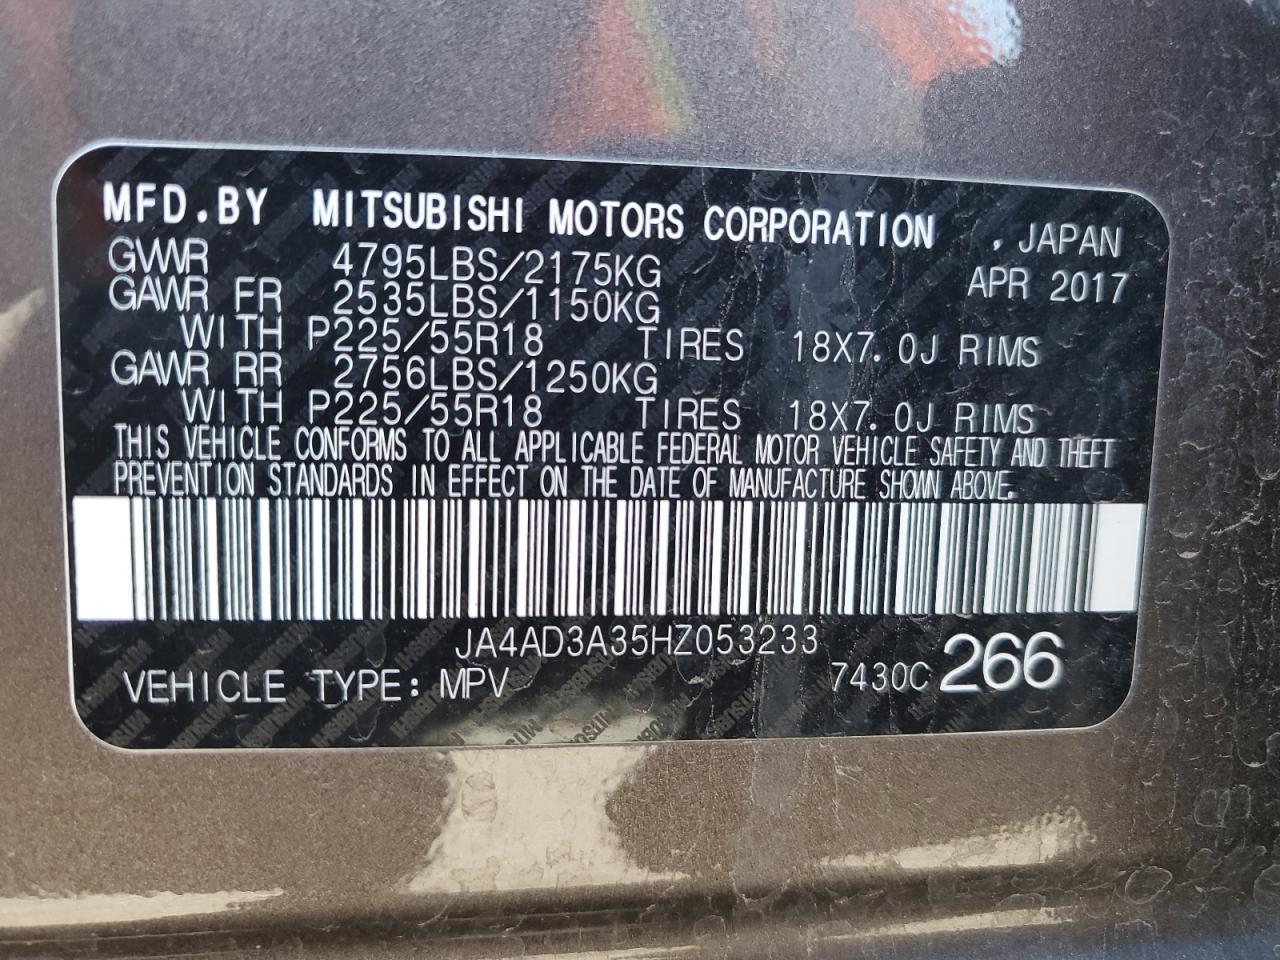 MFD.BY MITSUBISHI MOTORS CORPORATION , JAPAN
GVWR 4795LBS/2175KG APR 2017
GAWR FR 2535LBS/1150KG
WITH P225/55R18 TIRES 18X7.0J RIMS
GAWR RR 2756LBS/1250KG
WITH P225/55R18 TIRES 18X7.0J RIMS
THIS VEHICLE CONFORMS TO ALL APPLICABLE FEDERAL MOTOR VEHICLE SAFETY AND THEFT
PREVENTION STANDARDS IN EFFECT ON THE DATE OF MANUFACTURE SHOWN ABOVE.
JA4AD3A35HZ053233
VEHICLE TYPE: MPV 7430C 266